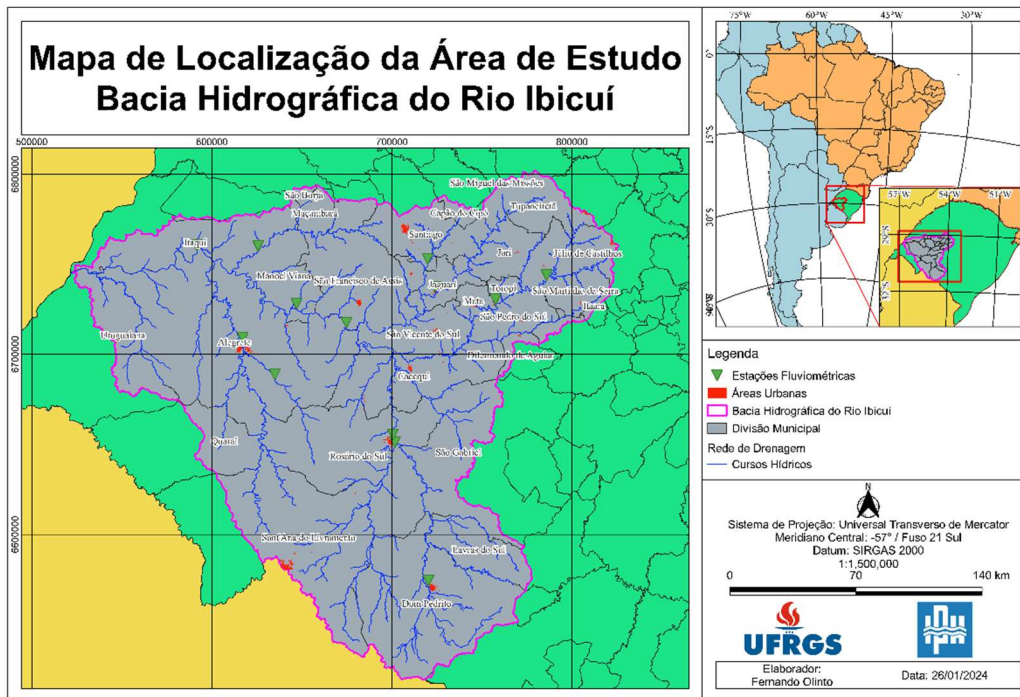 Mapa de Localização da Área de Estudo
Bacia Hidrográfica do Rio Ibicuí
500000
600000
700000
800000
6800000
6700000
6600000
São Borja
Maçambará
São Miguel das Missões
Capão do Cipó
Tupanciretã
Santiago
Itaqui
Jari
Júlio de Castilhos
Manoel Viana
São Francisco de Assis
Jaguari
Mata
Toropi
São Martinho da Serra
Itaara
São Pedro do Sul
São Vicente do Sul
Uruguaiana
Alegrete
Dilermando de Aguiar
Cacequi
Quaraí
Rosário do Sul
São Gabriel
Sant'Ana do Livramento
Lavras do Sul
Dom Pedrito
75°W
60°W
45°W
30°W
0°
15°S
30°S
57°W
54°W
51°W
29°S
32°S
Legenda
Estações Fluviométricas
Áreas Urbanas
Bacia Hidrográfica do Rio Ibicui
Divisão Municipal
Rede de Drenagem
Cursos Hídricos
N
Sistema de Projeção: Universal Transverso de Mercator
Meridiano Central: -57° / Fuso 21 Sul
Datum: SIRGAS 2000
1:1,500,000
0 70 140 km
UFRGS
IPH
Elaborador:
Fernando Olinto
Data: 26/01/2024